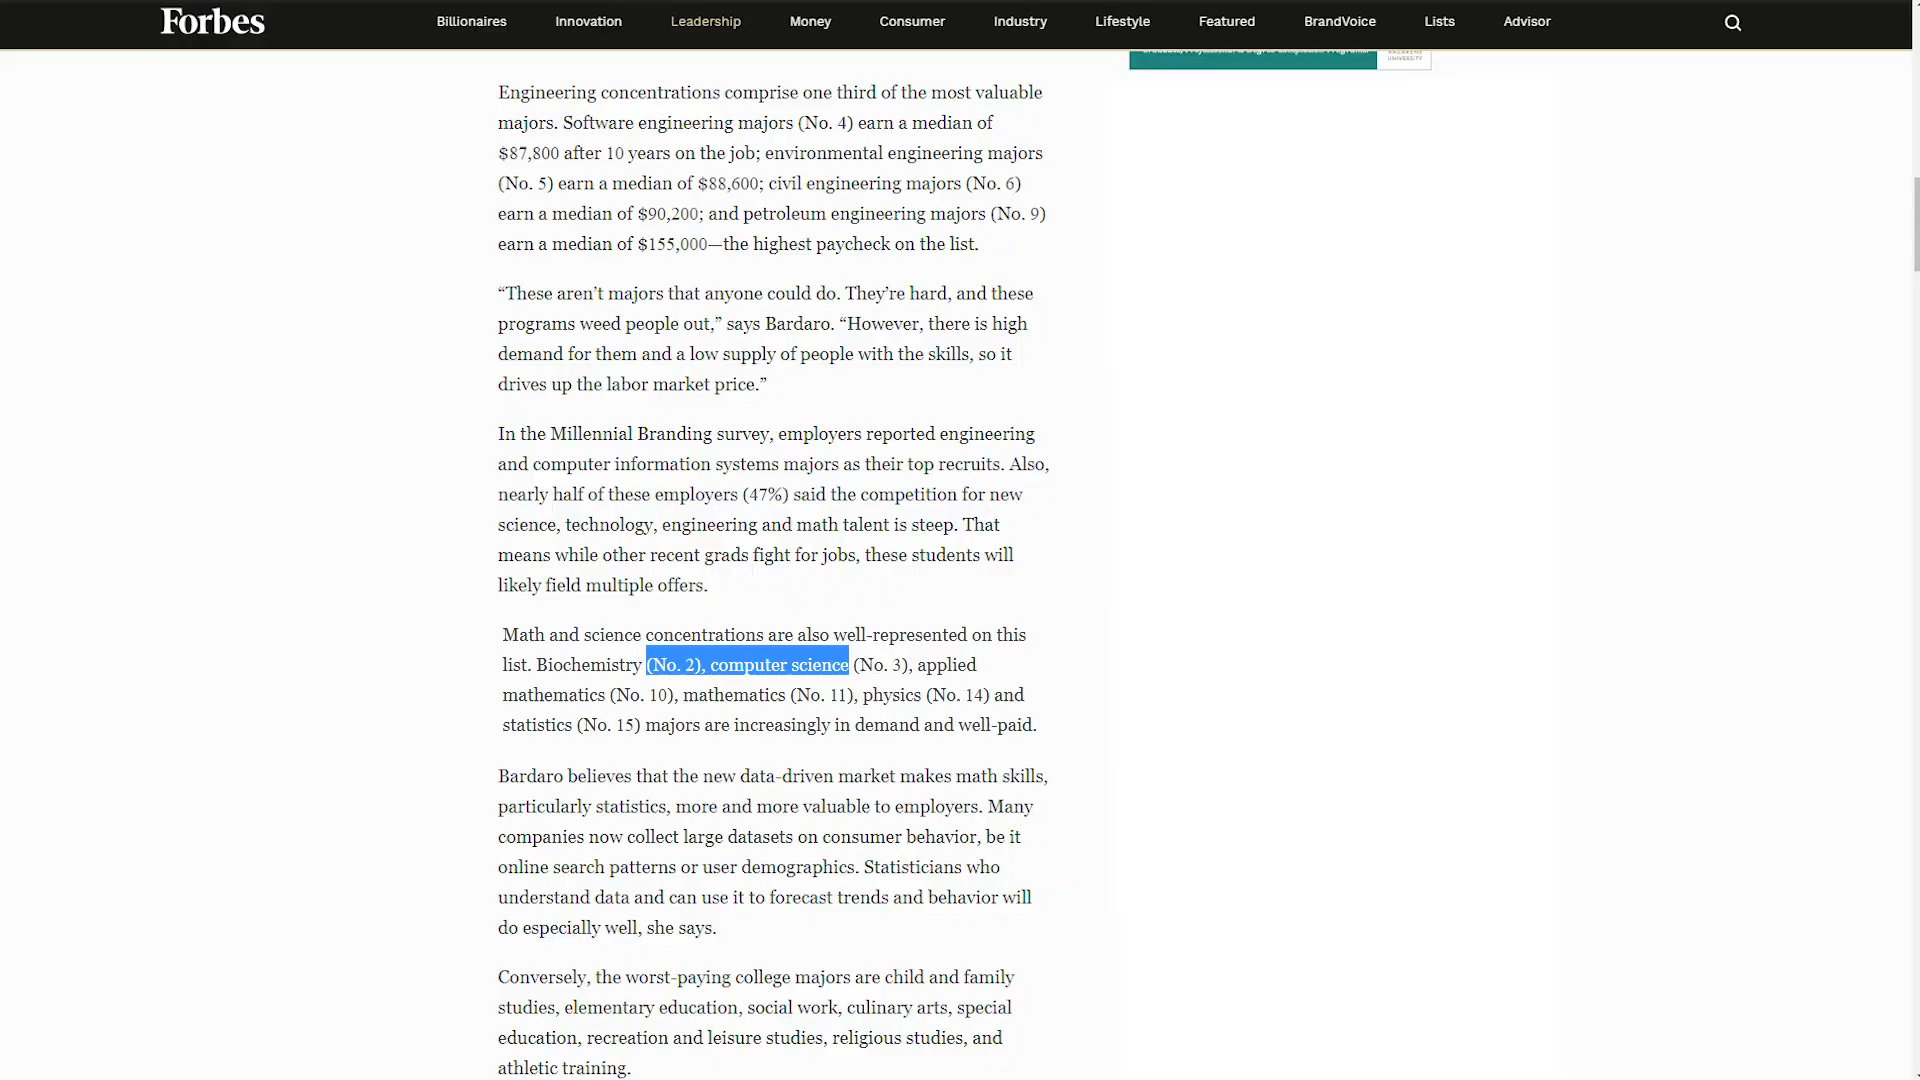 Forbes
Billionaires Innovation Leadership Money Consumer Industry Lifestyle Featured BrandVoice Lists Advisor
UNIVERSITY
Engineering concentrations comprise one third of the most valuable
majors. Software engineering majors (No. 4) earn a median of
$87,800 after 10 years on the job; environmental engineering majors
(No. 5) earn a median of $88,600; civil engineering majors (No. 6)
earn a median of $90,200; and petroleum engineering majors (No. 9)
earn a median of $155,000—the highest paycheck on the list.
“These aren’t majors that anyone could do. They’re hard, and these
programs weed people out,” says Bardaro. “However, there is high
demand for them and a low supply of people with the skills, so it
drives up the labor market price.”
In the Millennial Branding survey, employers reported engineering
and computer information systems majors as their top recruits. Also,
nearly half of these employers (47%) said the competition for new
science, technology, engineering and math talent is steep. That
means while other recent grads fight for jobs, these students will
likely field multiple offers.
Math and science concentrations are also well-represented on this
list. Biochemistry (No. 2), computer science (No. 3), applied
mathematics (No. 10), mathematics (No. 11), physics (No. 14) and
statistics (No. 15) majors are increasingly in demand and well-paid.
Bardaro believes that the new data-driven market makes math skills,
particularly statistics, more and more valuable to employers. Many
companies now collect large datasets on consumer behavior, be it
online search patterns or user demographics. Statisticians who
understand data and can use it to forecast trends and behavior will
do especially well, she says.
Conversely, the worst-paying college majors are child and family
studies, elementary education, social work, culinary arts, special
education, recreation and leisure studies, religious studies, and
athletic training.